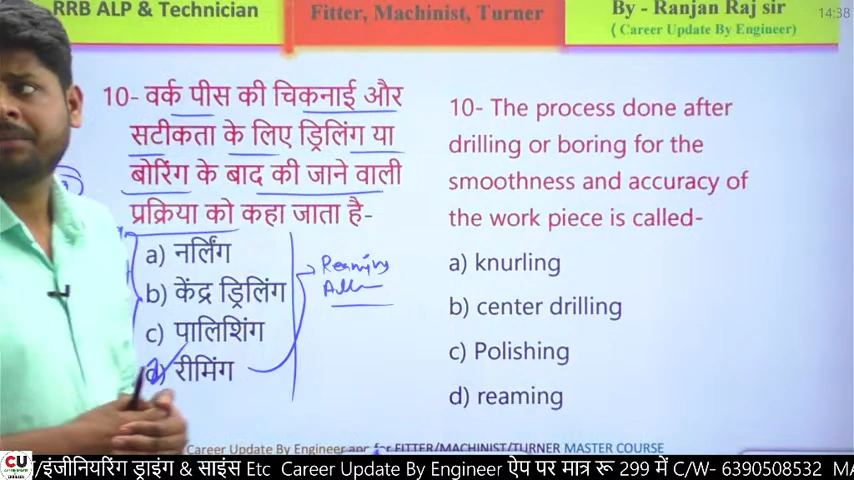 RRB ALP & Technician
Fitter, Machinist, Turner
By - Ranjan Raj sir
( Career Update By Engineer)
14:38
10- वर्क पीस की चिकनाई और
सटीकता के लिए ड्रिलिंग या
बोरिंग के बाद की जाने वाली
प्रक्रिया को कहा जाता है-
a) नर्लिंग
b) केंद्र ड्रिलिंग
c) पालिशिंग
d) रीमिंग
Reaming
10- The process done after
drilling or boring for the
smoothness and accuracy of
the work piece is called-
a) knurling
b) center drilling
c) Polishing
d) reaming
Career Update By Engineer app for FITTER/MACHINIST/TURNER MASTER COURSE
CU
/इंजीनियरिंग ड्राइंग & साइंस Etc Career Update By Engineer ऐप पर मात्र रू 299 में C/W- 6390508532 MA